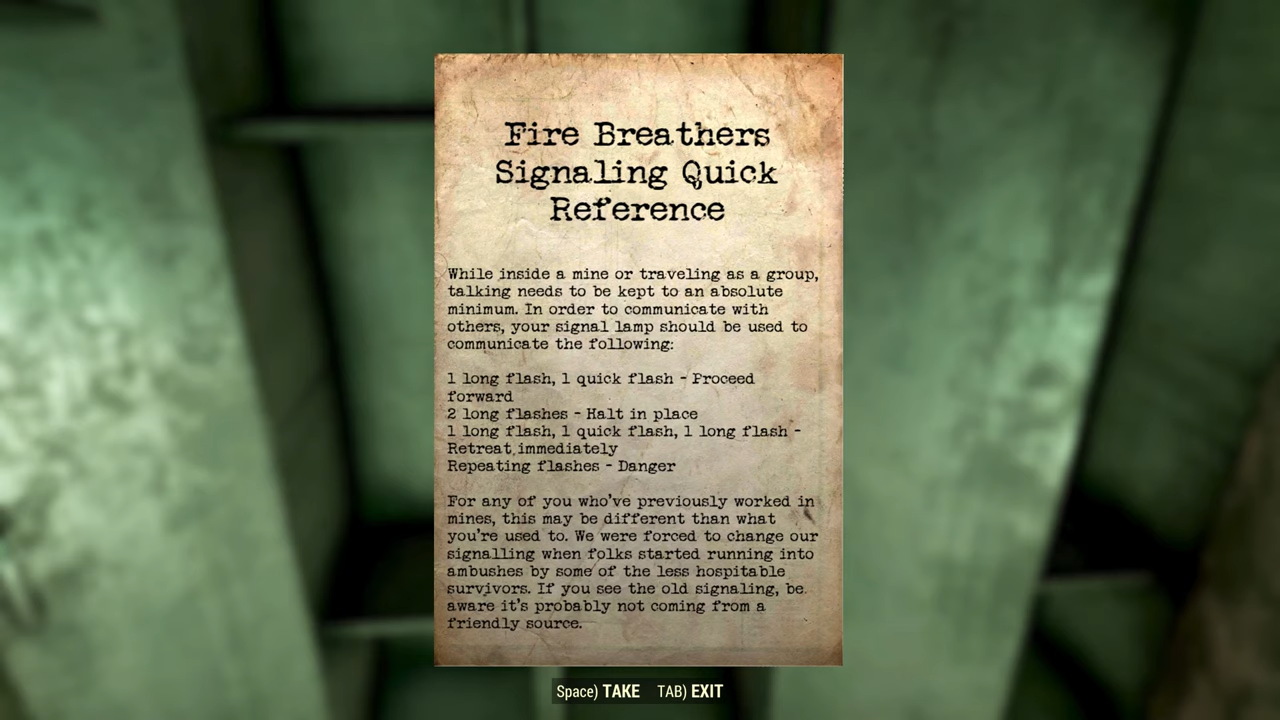 Fire Breathers
Signaling Quick
Reference
While inside a mine or traveling as a group,
talking needs to be kept to an absolute
minimum. In order to communicate with
others, your signal lamp should be used to
communicate the following:
1 long flash, 1 quick flash - Proceed
forward
2 long flashes - Halt in place
1 long flash, 1 quick flash, 1 long flash -
Retreat immediately
Repeating flashes - Danger
For any of you who've previously worked in
mines, this may be different than what
you're used to. We were forced to change our
signalling when folks started running into
ambushes by some of the less hospitable
survivors. If you see the old signaling, be
aware it's probably not coming from a
friendly source.
Space) TAKE TAB) EXIT